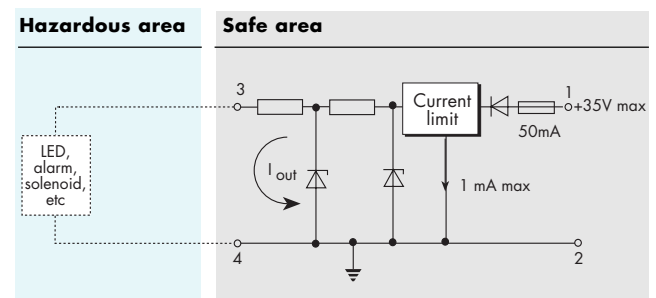 Hazardous area
Safe area
3
Current
limit
1
+35V max
50mA
LED,
alarm,
solenoid,
etc
I out
1 mA max
4
2